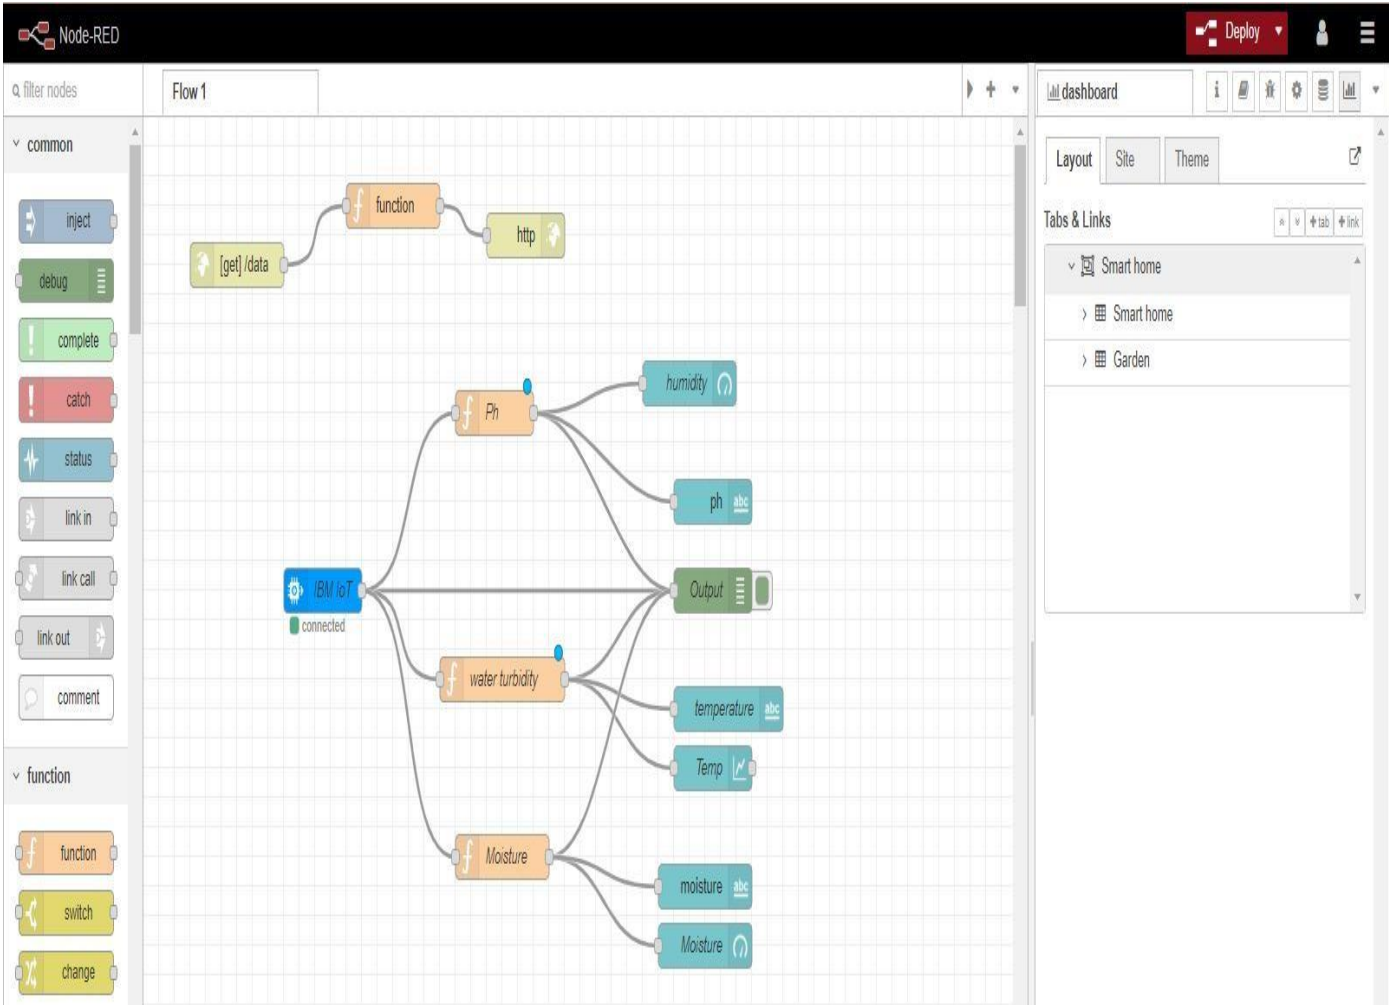 Node-RED
Deploy
filter nodes
Flow 1
dashboard
i
common
inject
debug
complete
catch
status
link in
link call
link out
comment
function
function
switch
change
[get] /data
function
http
Ph
humidity
ph abc
IBM IoT
connected
Output
water turbidity
temperature abc
Temp
Moisture
moisture abc
Moisture
Layout
Site
Theme
Tabs & Links
+ tab
+ link
Smart home
Smart home
Garden